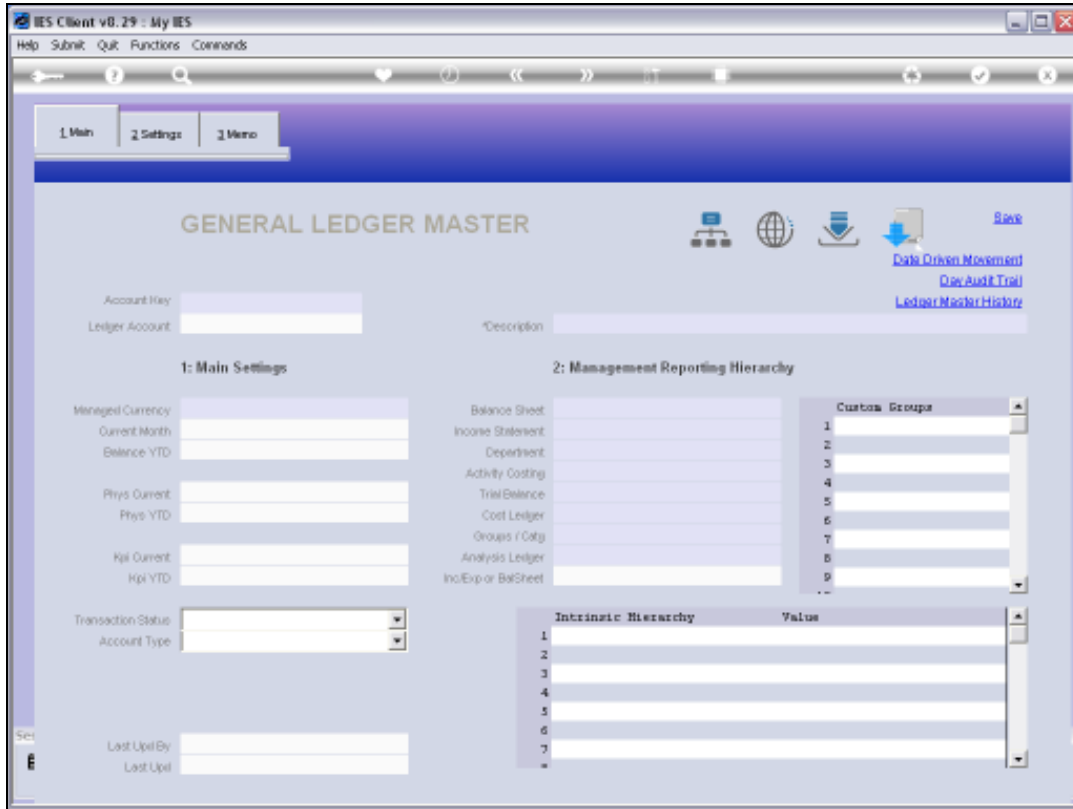 IES Client v8.29 : My IES
Help Submit Quit Functions Commands
1 Main 2 Settings 3 Memo
GENERAL LEDGER MASTER
Save
Date Driven Movement
Day Audit Trail
Ledger Master History
Account Key
Ledger Account
*Description
1: Main Settings
2: Management Reporting Hierarchy
Managed Currency
Current Month
Balance YTD
Phys Current
Phys YTD
Kpi Current
Kpi YTD
Balance Sheet
Income Statement
Department
Activity Costing
Trial Balance
Cost Ledger
Groups / Catg
Analysis Ledger
Inc/Exp or BalSheet
Custom Groups
1
2
3
4
5
6
7
8
9
Transaction Status
Account Type
Intrinsic Hierarchy Value
1
2
3
4
5
6
7
Last Upd By
Last Upd